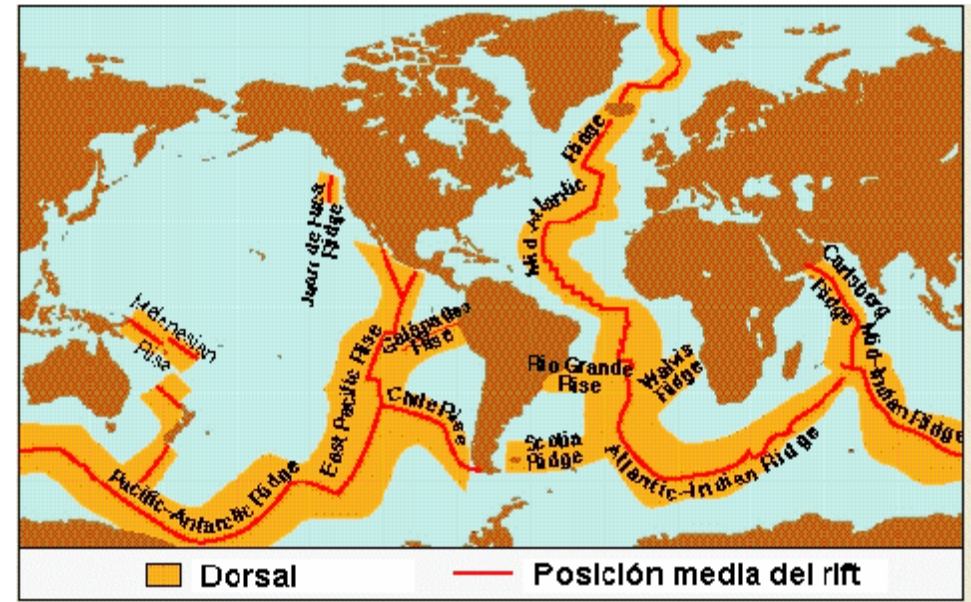 Ridge
Mid-Atlantic
Juan de Fuca
Ridge
Carlsberg
Ridge
Melanesian
Rise
Galápagos
Rise
East Pacific Rise
Mid-Indian Ridge
Rio Grande
Rise
Walvis
Ridge
Chile Rise
Scotia
Ridge
Atlantic-Indian Ridge
Pacific-Antarctic Ridge
Dorsal
Posición media del rift